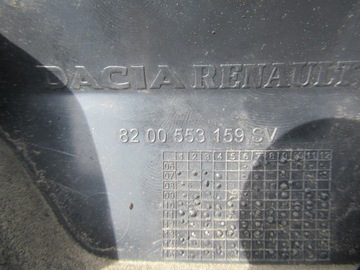 DACIA RENAULT
82 00 553 159 SV
1 2 3 4 5 6 7 8 9 10 11 12